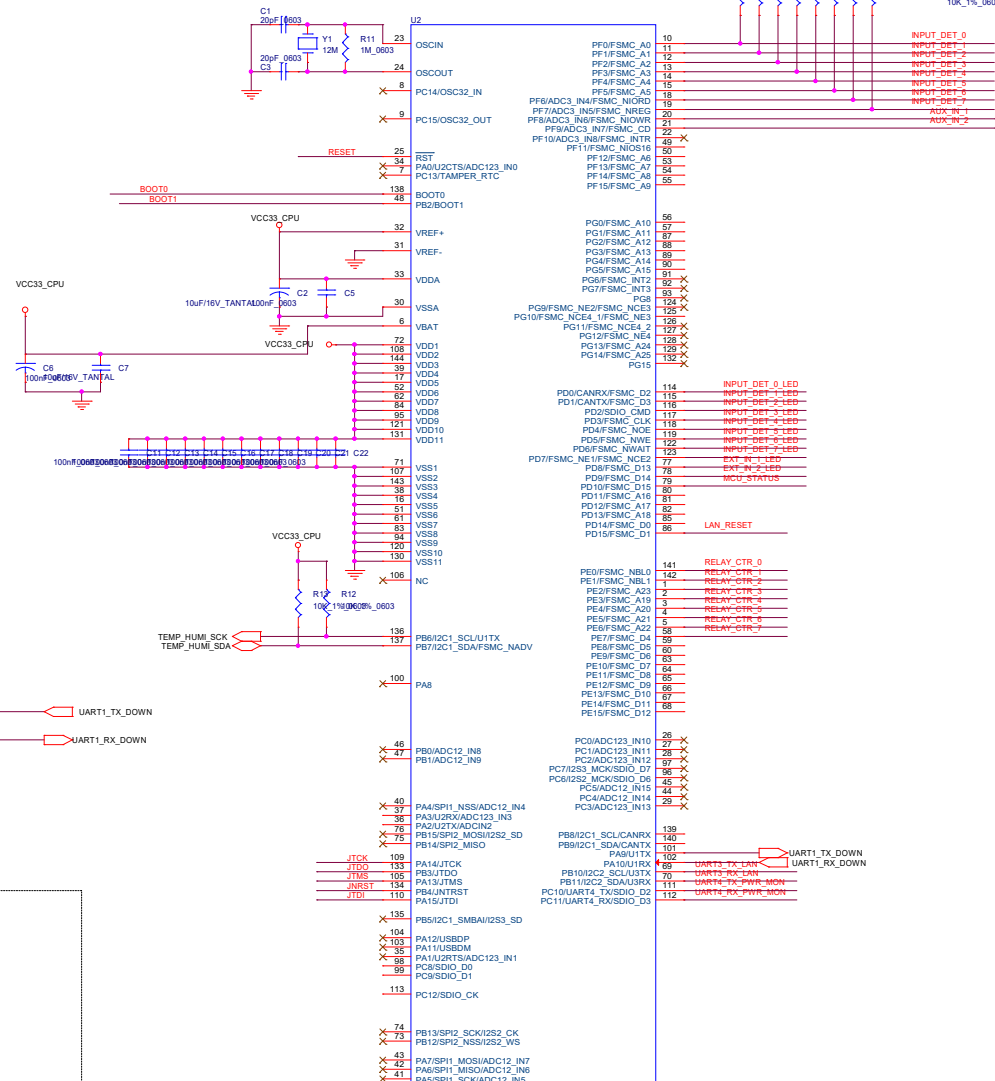 10K_1%_060
C1
20pF_0603
Y1
12M
R11
1M_0603
20pF_0603
C3
U2
23 OSCIN
24 OSCOUT
8 PC14/OSC32_IN
9 PC15/OSC32_OUT
RESET 25 RST
34 PA0/U2CTS/ADC123_IN0
7 PC13/TAMPER_RTC
BOOT0 138 BOOT0
BOOT1 48 PB2/BOOT1
VCC33_CPU
32 VREF+
31 VREF-
33 VDDA
C2
C5
10uF/16V_TANTAL
100nF_0603
30 VSSA
6 VBAT
VCC33_CPU
C6
C7
VCC33_CPU
72 VDD1
108 VDD2
144 VDD3
39 VDD4
17 VDD5
52 VDD6
62 VDD7
84 VDD8
95 VDD9
121 VDD10
131 VDD11
C11 C12 C13 C14 C15 C16 C17 C18 C19 C20 C21 C22
71 VSS1
107 VSS2
143 VSS3
38 VSS4
16 VSS5
51 VSS6
61 VSS7
83 VSS8
94 VSS9
120 VSS10
130 VSS11
VCC33_CPU
106 NC
R12
TEMP_HUMI_SCK 136 PB6/I2C1_SCL/U1TX
TEMP_HUMI_SDA 137 PB7/I2C1_SDA/FSMC_NADV
100 PA8
UART1_TX_DOWN
UART1_RX_DOWN
46 PB0/ADC12_IN8
47 PB1/ADC12_IN9
40 PA4/SPI1_NSS/ADC12_IN4
37 PA3/U2RX/ADC123_IN3
36 PA2/U2TX/ADCIN2
76 PB15/SPI2_MOSI/I2S2_SD
75 PB14/SPI2_MISO
JTCK 109 PA14/JTCK
JTDO 133 PB3/JTDO
JTMS 105 PA13/JTMS
JNRST 134 PB4/JNTRST
JTDI 110 PA15/JTDI
135 PB5/I2C1_SMBAI/I2S3_SD
104 PA12/USBDP
103 PA11/USBDM
35 PA1/U2RTS/ADC123_IN1
98 PC8/SDIO_D0
99 PC9/SDIO_D1
113 PC12/SDIO_CK
74 PB13/SPI2_SCK/I2S2_CK
73 PB12/SPI2_NSS/I2S2_WS
43 PA7/SPI1_MOSI/ADC12_IN7
42 PA6/SPI1_MISO/ADC12_IN6
41 PA5/SPI1_SCK/ADC12_IN5
PF0/FSMC_A0 10 INPUT_DET_0
PF1/FSMC_A1 11 INPUT_DET_1
PF2/FSMC_A2 12 INPUT_DET_2
PF3/FSMC_A3 13 INPUT_DET_3
PF4/FSMC_A4 14 INPUT_DET_4
PF5/FSMC_A5 15 INPUT_DET_5
PF6/ADC3_IN4/FSMC_NIORD 18 INPUT_DET_6
PF7/ADC3_IN5/FSMC_NREG 19 INPUT_DET_7
PF8/ADC3_IN6/FSMC_NIOWR 20 AUX_IN_1
PF9/ADC3_IN7/FSMC_CD 21 AUX_IN_2
PF10/ADC3_IN8/FSMC_INTR 22
PF11/FSMC_NIOS16 49
PF12/FSMC_A6 50
PF13/FSMC_A7 53
PF14/FSMC_A8 54
PF15/FSMC_A9 55
PG0/FSMC_A10 56
PG1/FSMC_A11 57
PG2/FSMC_A12 87
PG3/FSMC_A13 88
PG4/FSMC_A14 89
PG5/FSMC_A15 90
PG6/FSMC_INT2 91
PG7/FSMC_INT3 92
PG8 93
PG9/FSMC_NE2/FSMC_NCE3 124
PG10/FSMC_NCE4_1/FSMC_NE3 125
PG11/FSMC_NCE4_2 126
PG12/FSMC_NE4 127
PG13/FSMC_A24 128
PG14/FSMC_A25 129
PG15 132
PD0/CANRX/FSMC_D2 114 INPUT_DET_0_LED
PD1/CANTX/FSMC_D3 115 INPUT_DET_1_LED
PD2/SDIO_CMD 116 INPUT_DET_2_LED
PD3/FSMC_CLK 117 INPUT_DET_3_LED
PD4/FSMC_NOE 118 INPUT_DET_4_LED
PD5/FSMC_NWE 119 INPUT_DET_5_LED
PD6/FSMC_NWAIT 122 INPUT_DET_6_LED
PD7/FSMC_NE1/FSMC_NCE2 123 INPUT_DET_7_LED
PD8/FSMC_D13 77 EXT_IN_1_LED
PD9/FSMC_D14 78 EXT_IN_2_LED
PD10/FSMC_D15 79 MCU_STATUS
PD11/FSMC_A16 80
PD12/FSMC_A17 81
PD13/FSMC_A18 82
PD14/FSMC_D0 85
PD15/FSMC_D1 86 LAN_RESET
PE0/FSMC_NBL0 141 RELAY_CTR_0
PE1/FSMC_NBL1 142 RELAY_CTR_1
PE2/FSMC_A23 1 RELAY_CTR_2
PE3/FSMC_A19 2 RELAY_CTR_3
PE4/FSMC_A20 3 RELAY_CTR_4
PE5/FSMC_A21 4 RELAY_CTR_5
PE6/FSMC_A22 5 RELAY_CTR_6
PE7/FSMC_D4 58 RELAY_CTR_7
PE8/FSMC_D5 59
PE9/FSMC_D6 60
PE10/FSMC_D7 63
PE11/FSMC_D8 64
PE12/FSMC_D9 65
PE13/FSMC_D10 66
PE14/FSMC_D11 67
PE15/FSMC_D12 68
PC0/ADC123_IN10 26
PC1/ADC123_IN11 27
PC2/ADC123_IN12 28
PC7/I2S3_MCK/SDIO_D7 97
PC6/I2S2_MCK/SDIO_D6 96
PC5/ADC12_IN15 45
PC4/ADC12_IN14 44
PC3/ADC123_IN13 29
PB8/I2C1_SCL/CANRX 139
PB9/I2C1_SDA/CANTX 140
PA9/U1TX 101 UART1_TX_DOWN
PA10/U1RX 102 UART1_RX_DOWN
PB10/I2C2_SCL/U3TX 69 UART3_TX_LAN
PB11/I2C2_SDA/U3RX 70 UART3_RX_LAN
PC10/UART4_TX/SDIO_D2 111 UART4_TX_PWR_MON
PC11/UART4_RX/SDIO_D3 112 UART4_RX_PWR_MON